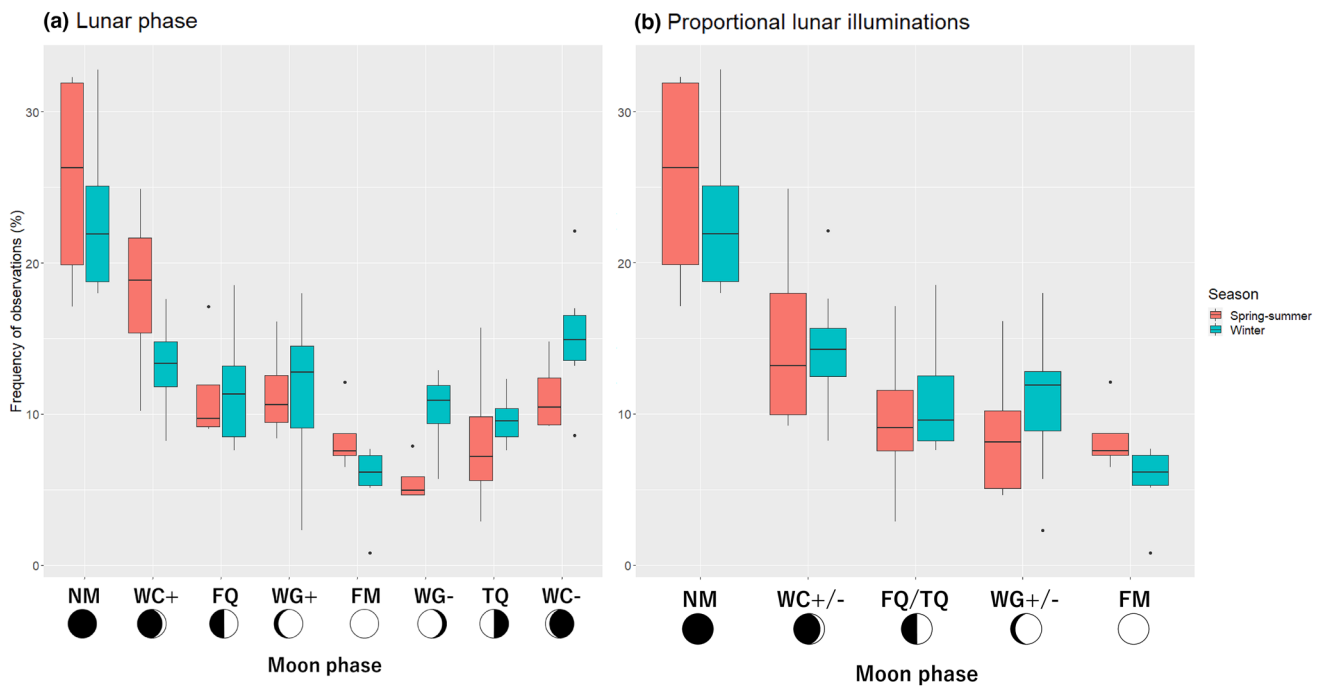 (a) Lunar phase
(b) Proportional lunar illuminations
Frequency of observations (%)
30
20
10
0
NM WC+ FQ WG+ FM WG- TQ WC-
Moon phase
30
20
10
0
NM WC+/- FQ/TQ WG+/- FM
Moon phase
Season
Spring-summer
Winter